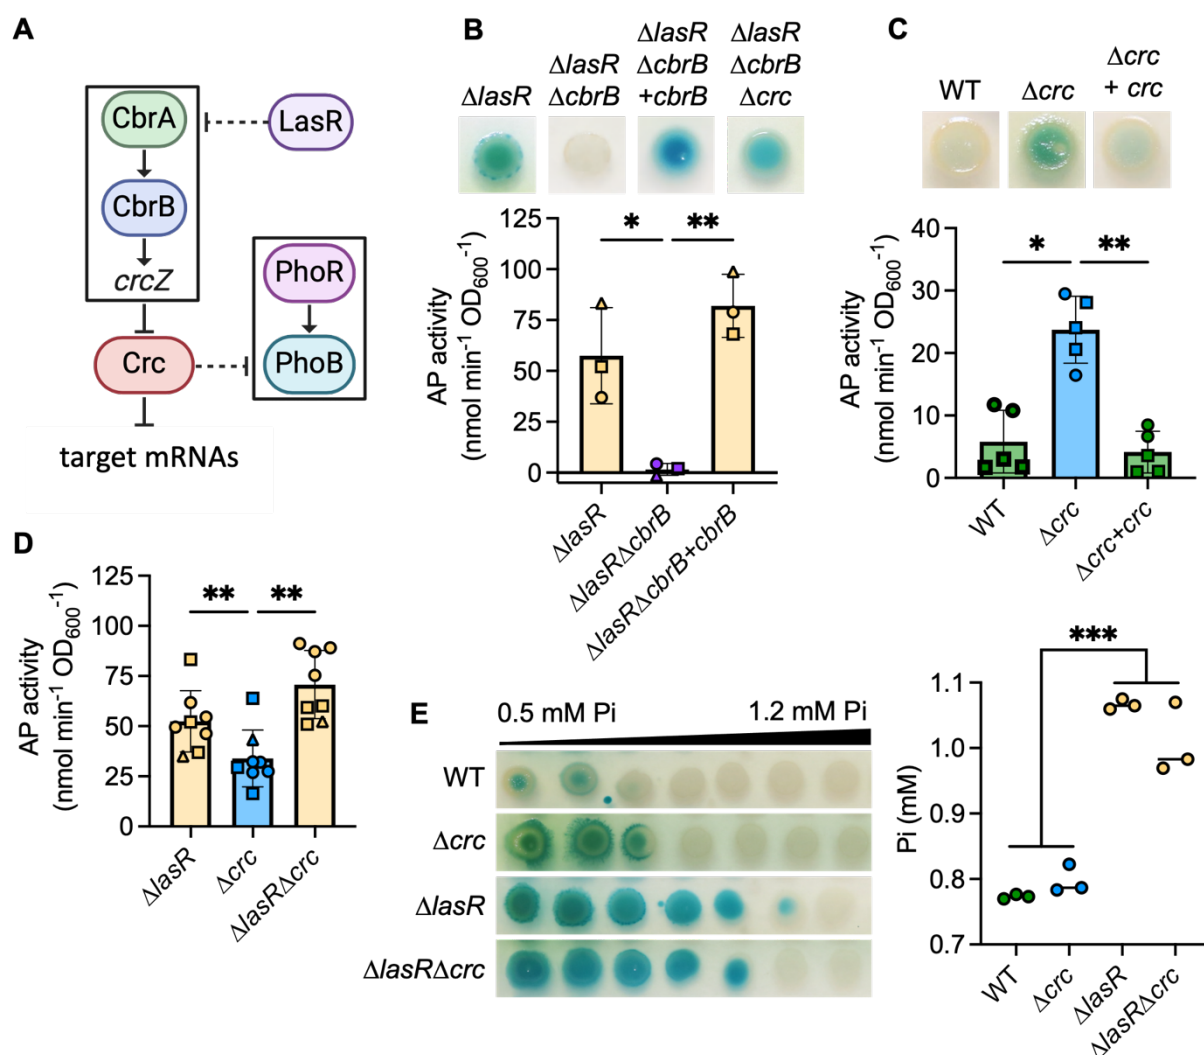 A
CbrA
LasR
CbrB
crcZ
PhoR
Crc
PhoB
target mRNAs
B
ΔlasR
ΔlasR
ΔcbrB
ΔlasR
ΔcbrB
+cbrB
ΔlasR
ΔcbrB
Δcrc
AP activity
(nmol min⁻¹ OD₆₀₀⁻¹)
125
100
75
50
25
0
* **
ΔlasR
ΔlasRΔcbrB
ΔlasRΔcbrB+cbrB
C
WT
Δcrc
Δcrc
+ crc
AP activity
(nmol min⁻¹ OD₆₀₀⁻¹)
40
30
20
10
0
* **
WT
Δcrc
Δcrc+crc
D
AP activity
(nmol min⁻¹ OD₆₀₀⁻¹)
125
100
75
50
25
0
** **
ΔlasR
Δcrc
ΔlasRΔcrc
E
0.5 mM Pi 1.2 mM Pi
WT
Δcrc
ΔlasR
ΔlasRΔcrc
Pi (mM)
1.1
1.0
0.9
0.8
0.7
***
WT
Δcrc
ΔlasR
ΔlasRΔcrc